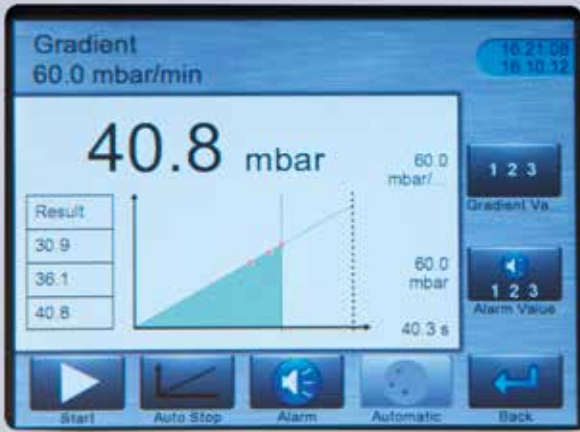 Gradient
60.0 mbar/min
16:21:08
16.10.12
40.8 mbar
60.0
mbar/...
1 2 3
Gradient Va...
Result
30.9
36.1
40.8
60.0
mbar
40.3 s
1 2 3
Alarm Value
Start
Auto Stop
Alarm
Automatic
Back